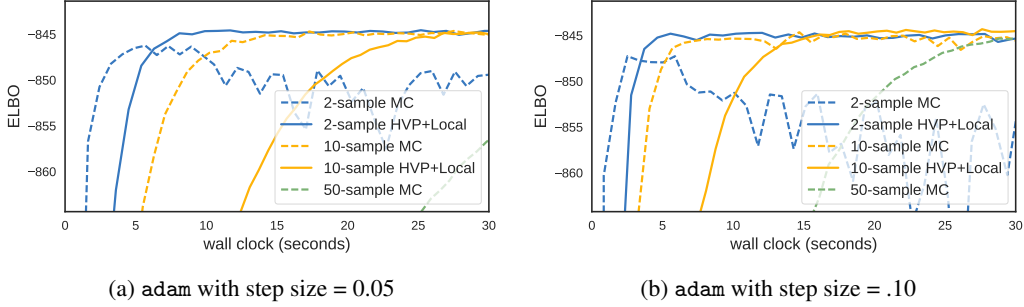 −845
−850
−855
−860
ELBO
2-sample MC
2-sample HVP+Local
10-sample MC
10-sample HVP+Local
50-sample MC
0 5 10 15 20 25 30
wall clock (seconds)
(a) adam with step size = 0.05
−845
−850
−855
−860
ELBO
2-sample MC
2-sample HVP+Local
10-sample MC
10-sample HVP+Local
50-sample MC
0 5 10 15 20 25 30
wall clock (seconds)
(b) adam with step size = .10